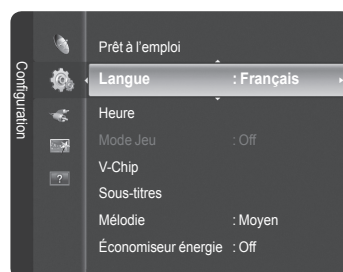 Configuration
Prêt à l'emploi
Langue : Français
Heure
Mode Jeu : Off
V-Chip
Sous-titres
Mélodie : Moyen
Économiseur énergie : Off
?